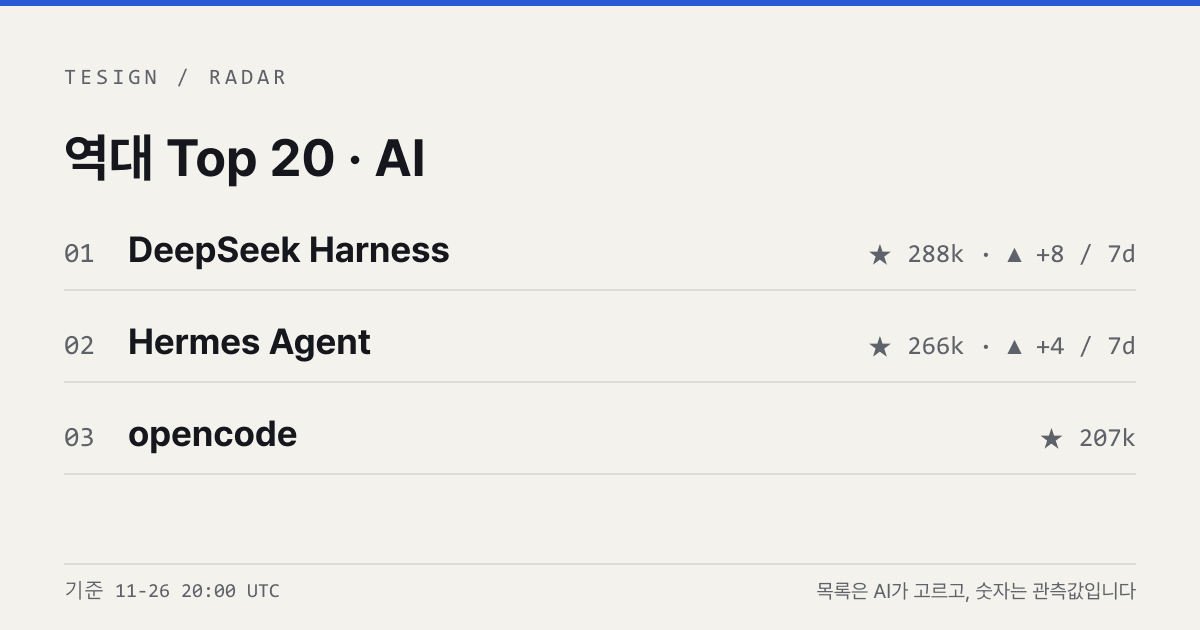 TESIGN / RADAR
역대 Top 20 · AI
01 DeepSeek Harness ★ 288k · ▲ +8 / 7d
02 Hermes Agent ★ 266k · ▲ +4 / 7d
03 opencode ★ 207k
기준 11-26 20:00 UTC 목록은 AI가 고르고, 숫자는 관측값입니다